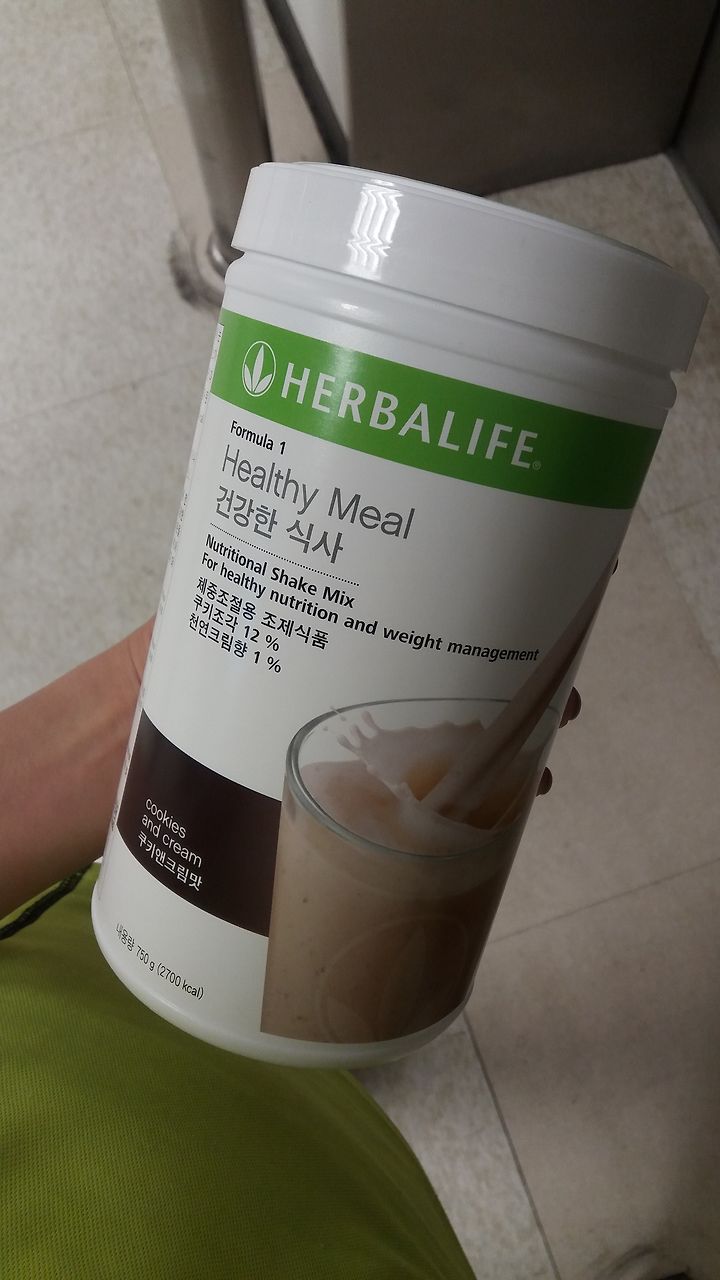 HERBALIFE®
Formula 1
Healthy Meal
건강한 식사
Nutritional Shake Mix
For healthy nutrition and weight management
체중조절용 조제식품
쿠키조각 12 %
천연크림향 1 %
cookies
and cream
쿠키앤크림맛
내용량 750 g (2700 kcal)